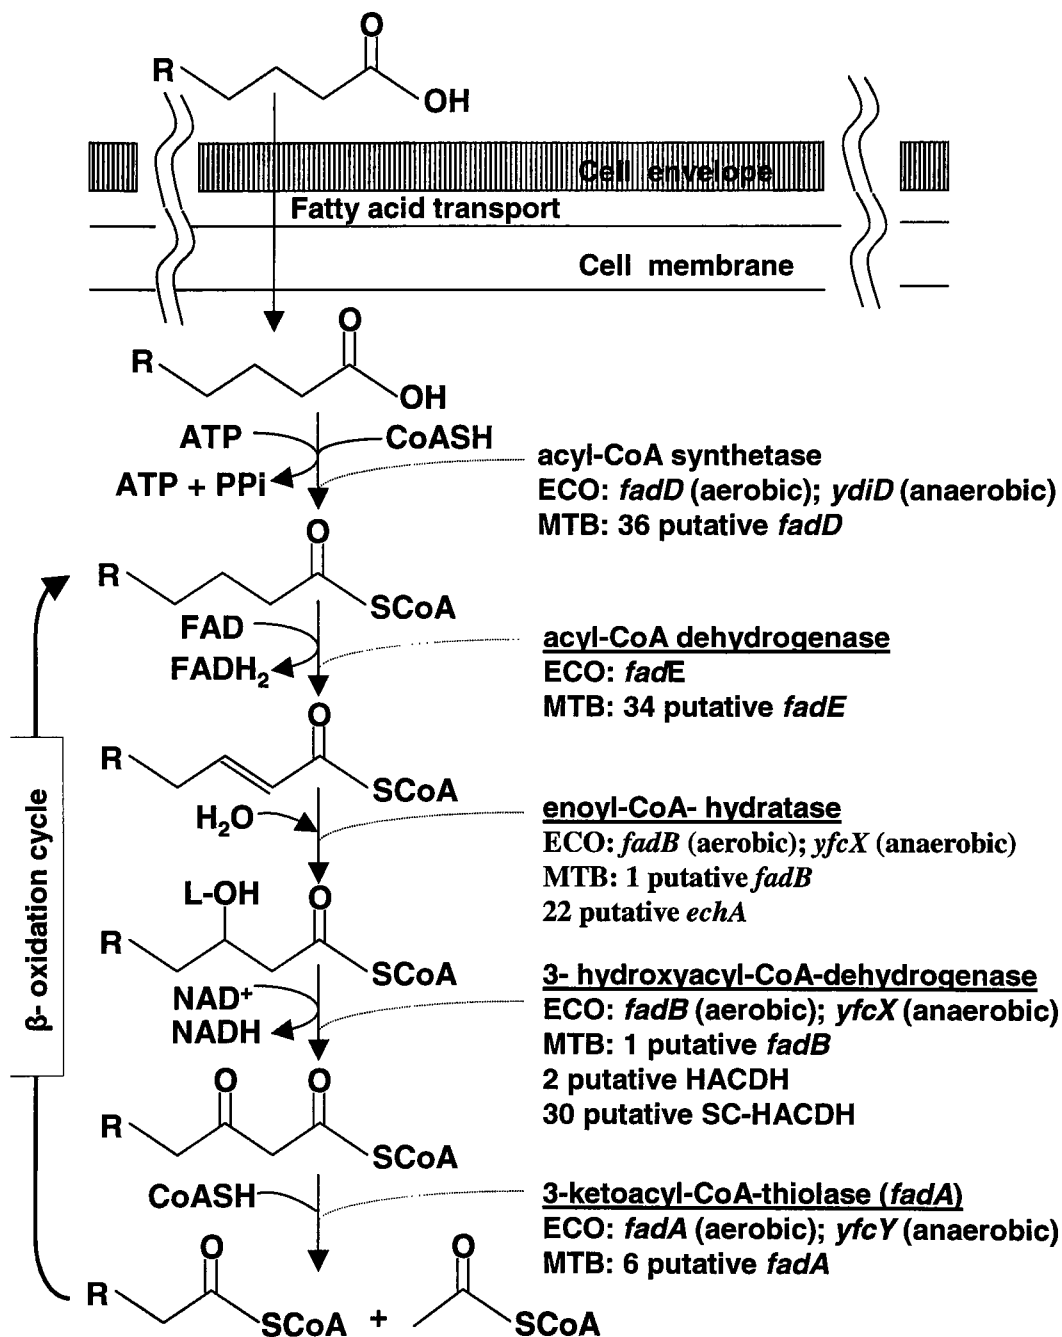 O
R
OH
Cell envelope
Fatty acid transport
Cell membrane
O
R
OH
ATP
CoASH
ATP + PPi
acyl-CoA synthetase
ECO: fadD (aerobic); ydiD (anaerobic)
MTB: 36 putative fadD
O
R
SCoA
FAD
FADH2
acyl-CoA dehydrogenase
ECO: fadE
MTB: 34 putative fadE
O
R
SCoA
H2O
enoyl-CoA- hydratase
ECO: fadB (aerobic); yfcX (anaerobic)
MTB: 1 putative fadB
22 putative echA
L-OH
O
R
SCoA
NAD+
NADH
3- hydroxyacyl-CoA-dehydrogenase
ECO: fadB (aerobic); yfcX (anaerobic)
MTB: 1 putative fadB
2 putative HACDH
30 putative SC-HACDH
β- oxidation cycle
O
O
R
SCoA
CoASH
3-ketoacyl-CoA-thiolase (fadA)
ECO: fadA (aerobic); yfcY (anaerobic)
MTB: 6 putative fadA
O
O
R
SCoA + SCoA